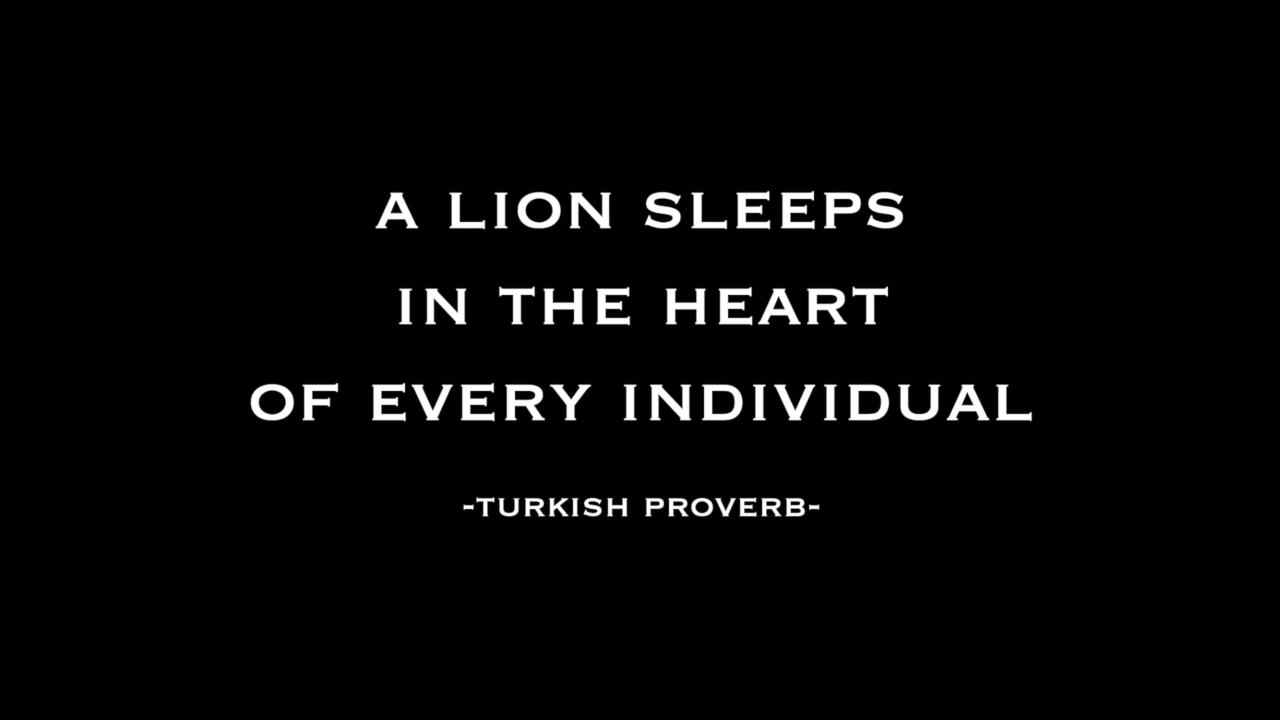 A LION SLEEPS
IN THE HEART
OF EVERY INDIVIDUAL
-TURKISH PROVERB-